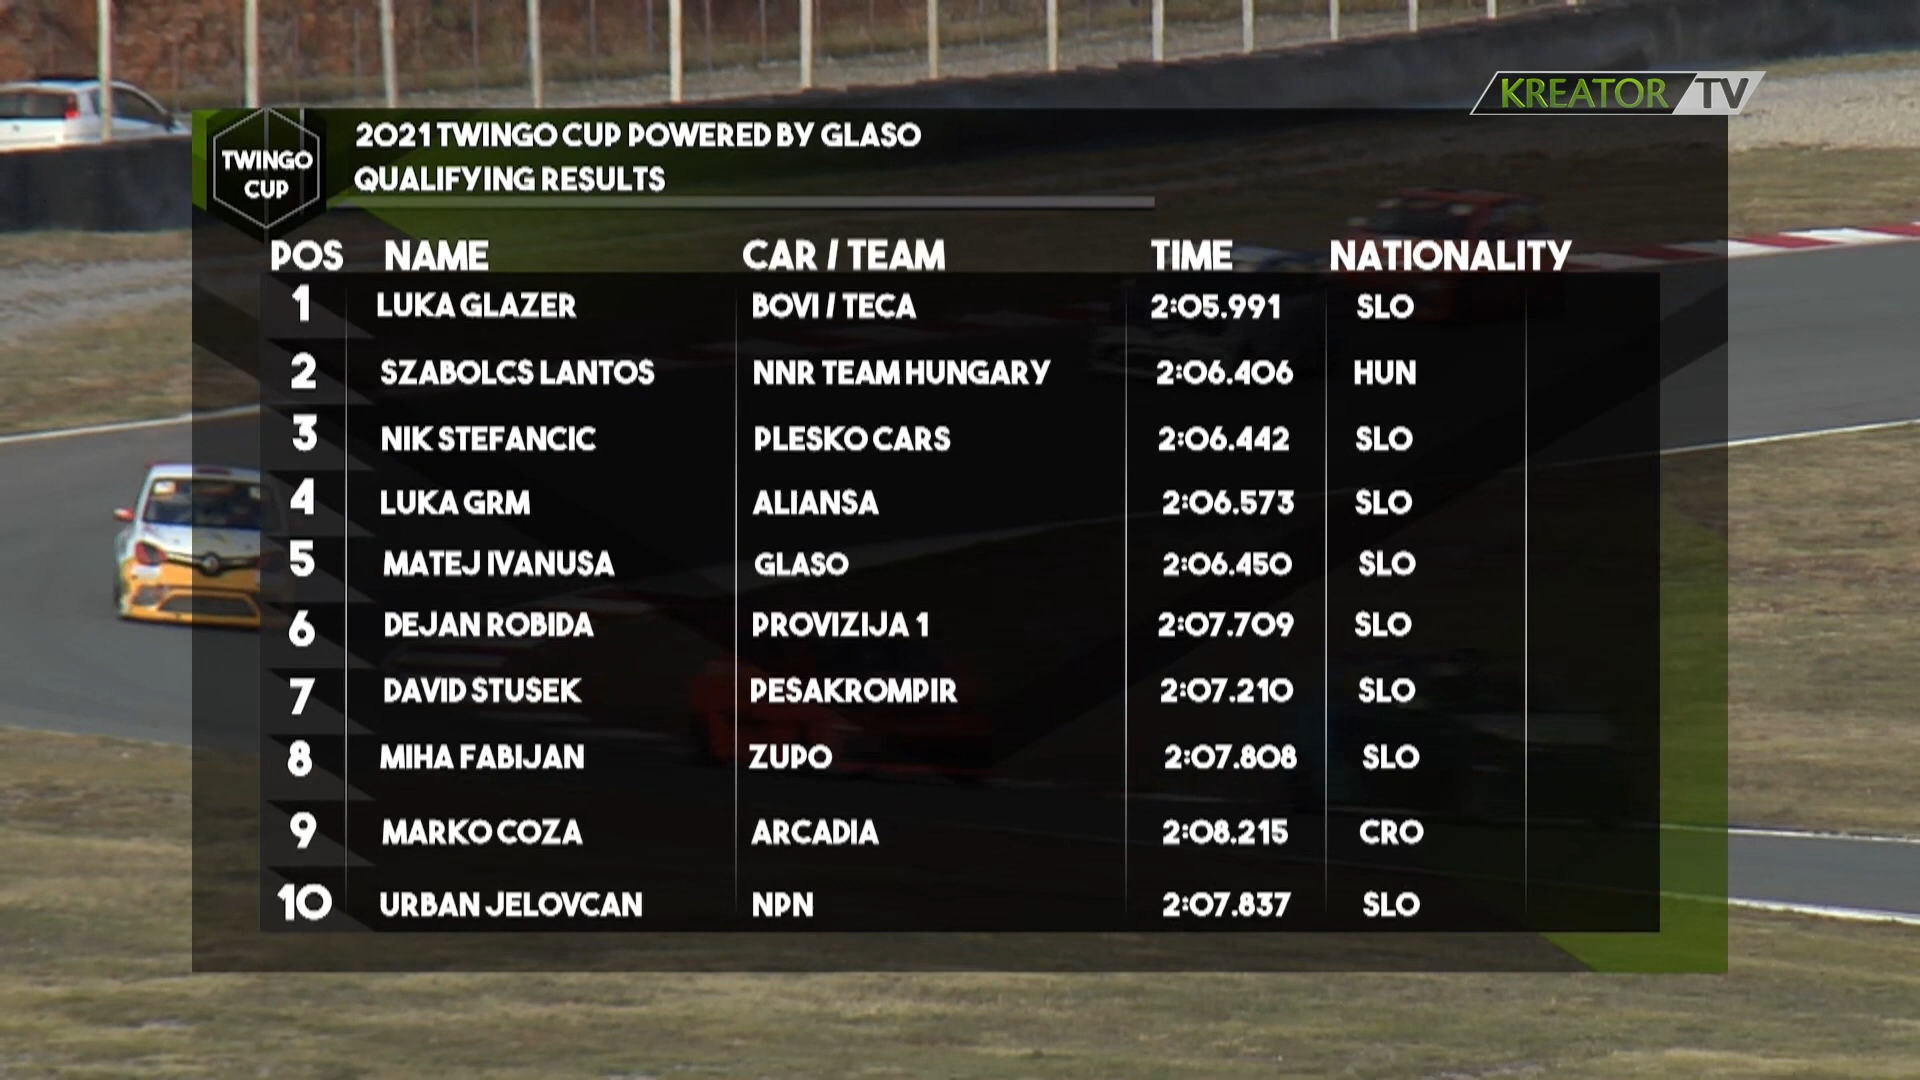 KREATOR TV
TWINGO CUP
2021 TWINGO CUP POWERED BY GLASO
QUALIFYING RESULTS
POS NAME CAR / TEAM TIME NATIONALITY
1 LUKA GLAZER BOVI / TECA 2:05.991 SLO
2 SZABOLCS LANTOS NNR TEAM HUNGARY 2:06.406 HUN
3 NIK STEFANCIC PLESKO CARS 2:06.442 SLO
4 LUKA GRM ALIANSA 2:06.573 SLO
5 MATEJ IVANUSA GLASO 2:06.450 SLO
6 DEJAN ROBIDA PROVIZIJA 1 2:07.709 SLO
7 DAVID STUSEK PESAKROMPIR 2:07.210 SLO
8 MIHA FABIJAN ZUPO 2:07.808 SLO
9 MARKO COZA ARCADIA 2:08.215 CRO
10 URBAN JELOVCAN NPN 2:07.837 SLO